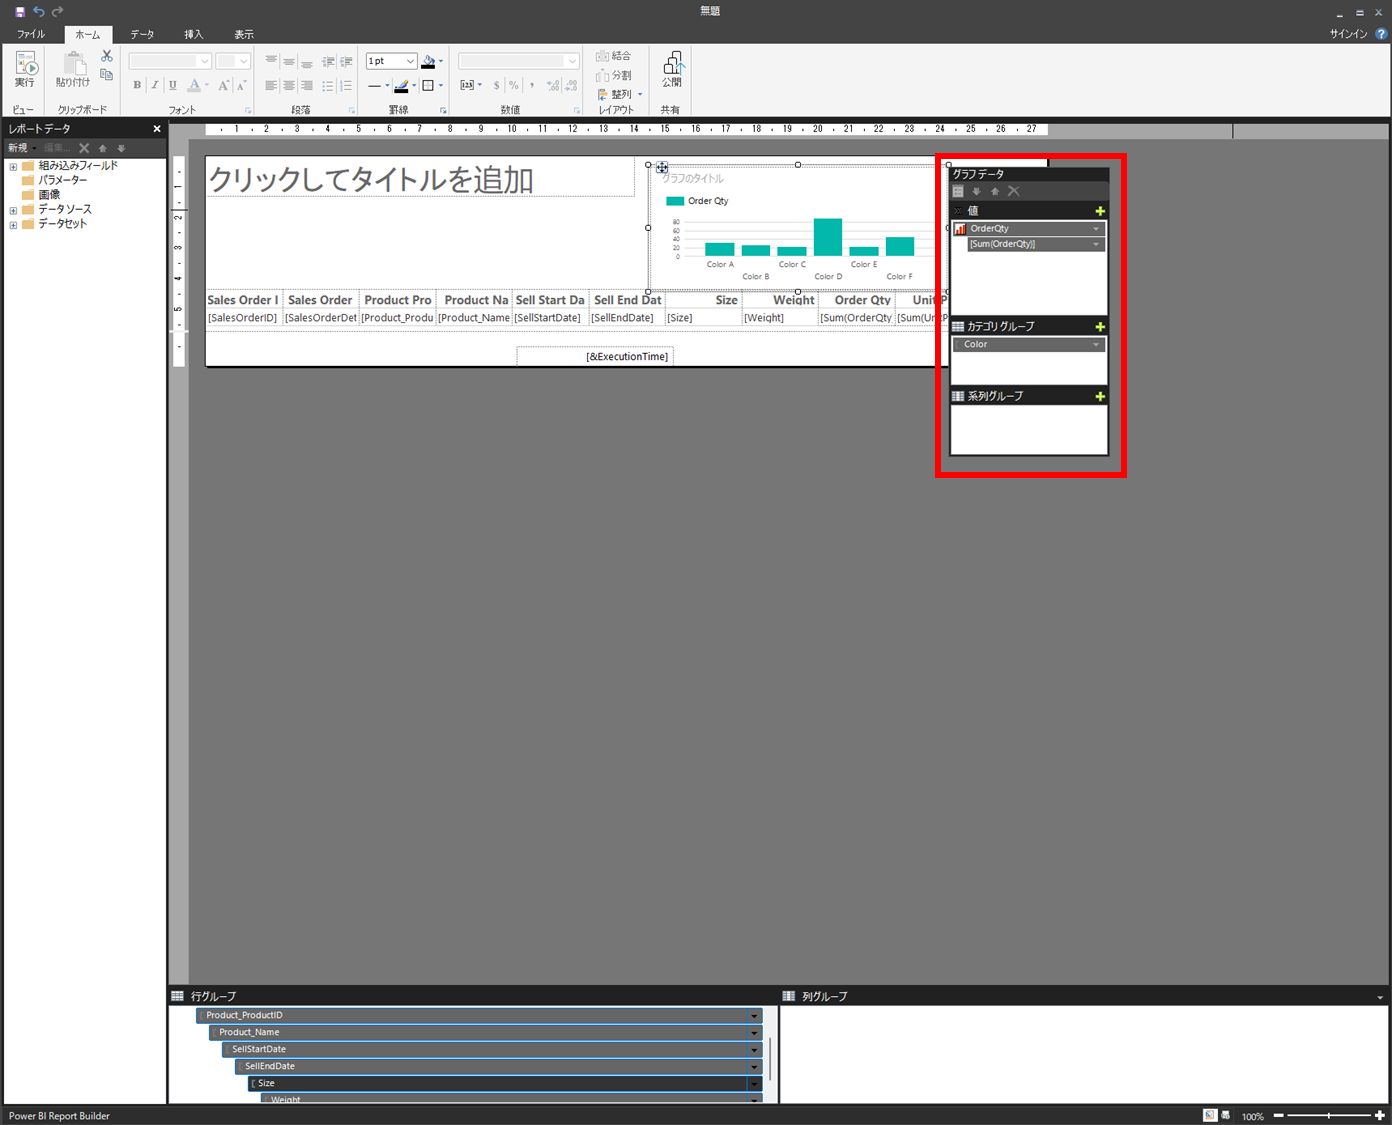 無題
ファイル ホーム データ 挿入 表示 サインイン
実行 貼り付け 1 pt 結合 公開
B I U A A A $ % 分割
整列
ビュー クリップボード フォント 段落 罫線 数値 レイアウト 共有
レポート データ
新規 編集...
組み込みフィールド
パラメーター
画像
データ ソース
データセット
1 2 3 4 5 6 7 8 9 10 11 12 13 14 15 16 17 18 19 20 21 22 23 24 25 26 27
1
2
3
4
5
クリックしてタイトルを追加
グラフのタイトル
Order Qty
80
60
40
20
0
Color A Color C Color E
Color B Color D Color F
Sales Order I Sales Order Product Pro Product Na Sell Start Da Sell End Dat Size Weight Order Qty Unit P
[SalesOrderID] [SalesOrderDet [Product_Produ [Product_Name [SellStartDate] [SellEndDate] [Size] [Weight] [Sum(OrderQty [Sum(UnitP
[&ExecutionTime]
グラフ データ
値
OrderQty
[Sum(OrderQty)]
カテゴリ グループ
Color
系列グループ
行グループ
Product_ProductID
Product_Name
SellStartDate
SellEndDate
Size
Weight
列グループ
Power BI Report Builder
100%